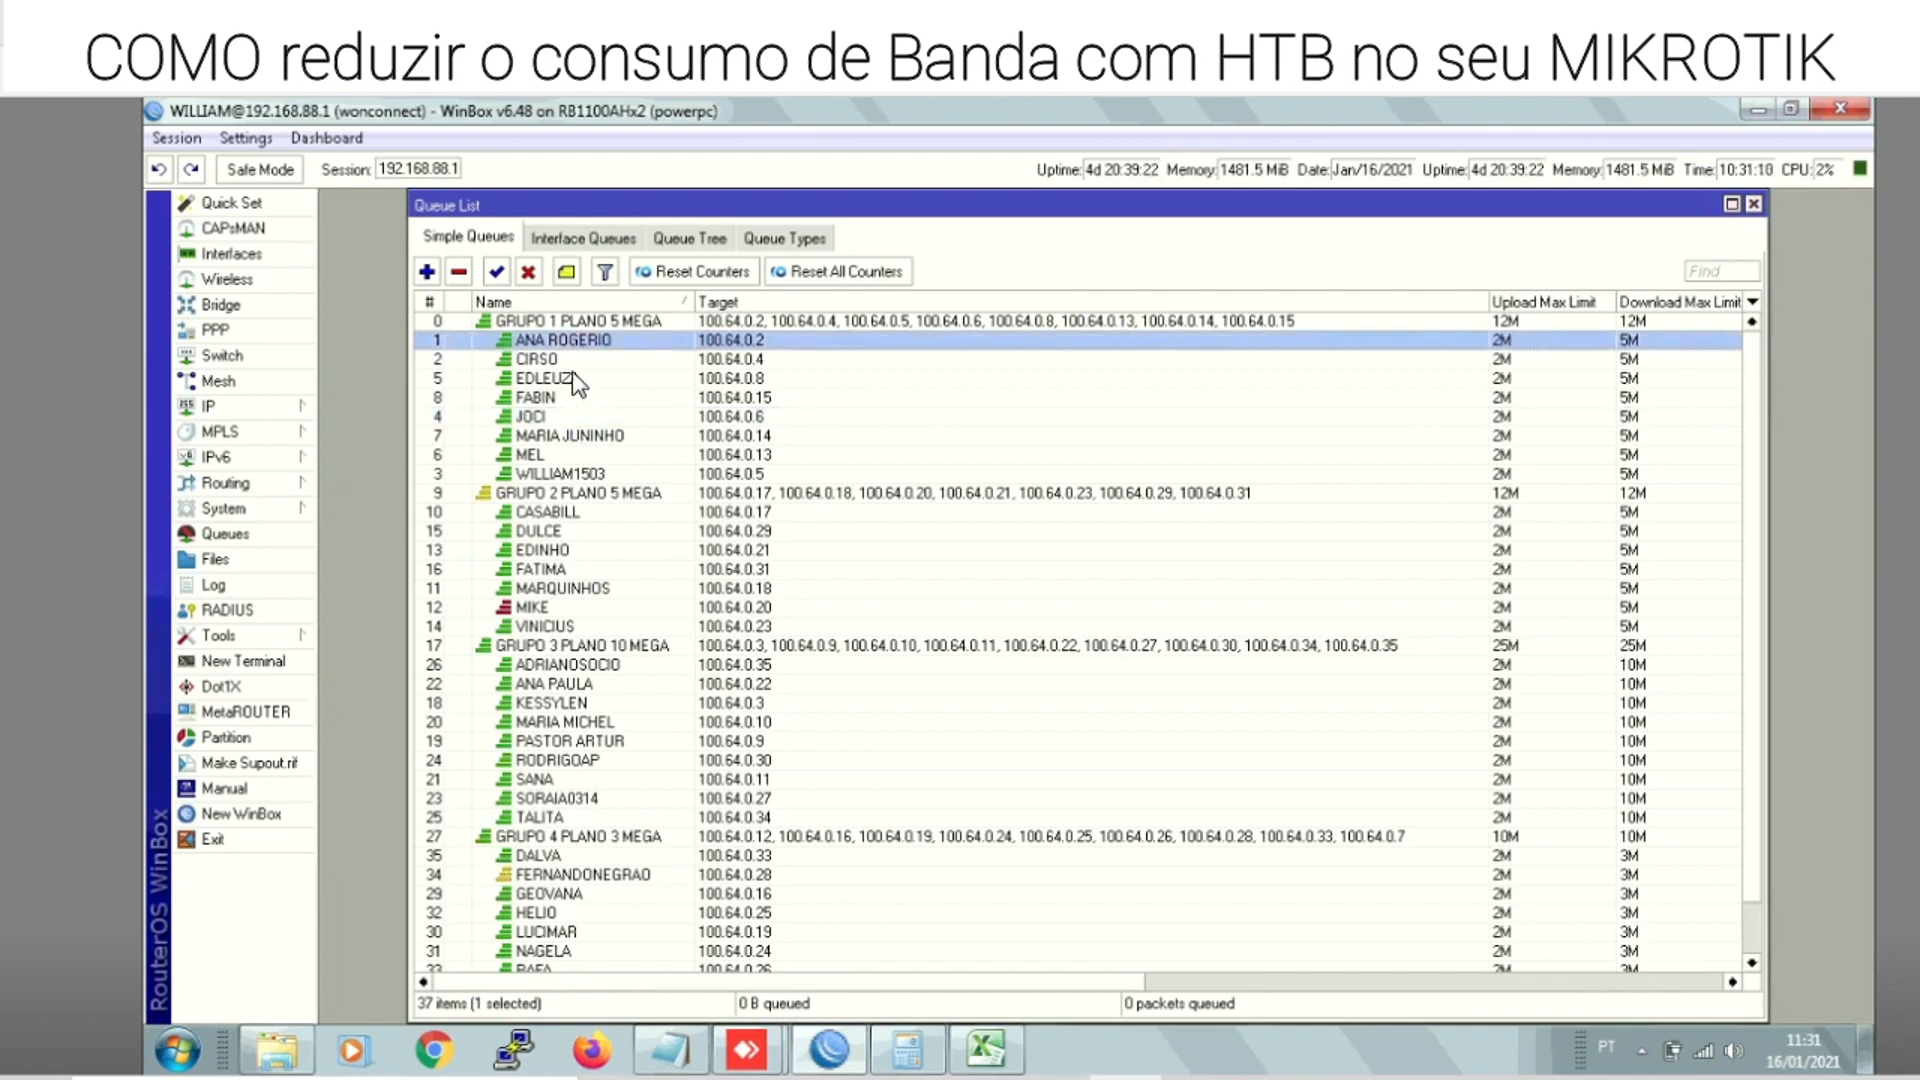 COMO reduzir o consumo de Banda com HTB no seu MIKROTIK
WILLIAM@192.168.88.1 (wonconnect) - WinBox v6.48 on RB1100AHx2 (powerpc)
Session Settings Dashboard
Safe Mode Session: 192.168.88.1 Uptime: 4d 20:39:22 Memory: 1481.5 MiB Date: Jan/16/2021 Uptime: 4d 20:39:22 Memory: 1481.5 MiB Time: 10:31:10 CPU: 2%
Quick Set
CAPsMAN
Interfaces
Wireless
Bridge
PPP
Switch
Mesh
IP
MPLS
IPv6
Routing
System
Queues
Files
Log
RADIUS
Tools
New Terminal
Dot1X
MetaROUTER
Partition
Make Supout.rif
Manual
New WinBox
Exit
RouterOS WinBox
Queue List
Simple Queues Interface Queues Queue Tree Queue Types
Reset Counters Reset All Counters Find
# Name Target Upload Max Limit Download Max Limit
0 GRUPO 1 PLANO 5 MEGA 100.64.0.2, 100.64.0.4, 100.64.0.5, 100.64.0.6, 100.64.0.8, 100.64.0.13, 100.64.0.14, 100.64.0.15 12M 12M
1 ANA ROGERIO 100.64.0.2 2M 5M
2 CIRSO 100.64.0.4 2M 5M
5 100.64.0.8 2M 5M
8 FABIN 100.64.0.15 2M 5M
4 JOCI 100.64.0.6 2M 5M
7 MARIA JUNINHO 100.64.0.14 2M 5M
6 MEL 100.64.0.13 2M 5M
3 WILLIAM1503 100.64.0.5 2M 5M
9 GRUPO 2 PLANO 5 MEGA 100.64.0.17, 100.64.0.18, 100.64.0.20, 100.64.0.21, 100.64.0.23, 100.64.0.29, 100.64.0.31 12M 12M
10 CASABILL 100.64.0.17 2M 5M
15 DULCE 100.64.0.29 2M 5M
13 EDINHO 100.64.0.21 2M 5M
16 FATIMA 100.64.0.31 2M 5M
11 MARQUINHOS 100.64.0.18 2M 5M
12 MIKE 100.64.0.20 2M 5M
14 VINICIUS 100.64.0.23 2M 5M
17 GRUPO 3 PLANO 10 MEGA 100.64.0.3, 100.64.0.9, 100.64.0.10, 100.64.0.11, 100.64.0.22, 100.64.0.27, 100.64.0.30, 100.64.0.34, 100.64.0.35 25M 25M
26 ADRIANOSOCIO 100.64.0.35 2M 10M
22 ANA PAULA 100.64.0.22 2M 10M
18 KESSYLEN 100.64.0.3 2M 10M
20 MARIA MICHEL 100.64.0.10 2M 10M
19 PASTOR ARTUR 100.64.0.9 2M 10M
24 RODRIGOAP 100.64.0.30 2M 10M
21 SANA 100.64.0.11 2M 10M
23 SORAIA0314 100.64.0.27 2M 10M
25 TALITA 100.64.0.34 2M 10M
27 GRUPO 4 PLANO 3 MEGA 100.64.0.12, 100.64.0.16, 100.64.0.19, 100.64.0.24, 100.64.0.25, 100.64.0.26, 100.64.0.28, 100.64.0.33, 100.64.0.7 10M 10M
35 DALVA 100.64.0.33 2M 3M
34 FERNANDONEGRAO 100.64.0.28 2M 3M
29 GEOVANA 100.64.0.16 2M 3M
32 HELIO 100.64.0.25 2M 3M
30 LUCIMAR 100.64.0.19 2M 3M
31 NAGELA 100.64.0.24 2M 3M
33 RAFA 100.64.0.26 2M 3M
37 items (1 selected) 0 B queued 0 packets queued
PT 11:31
16/01/2021